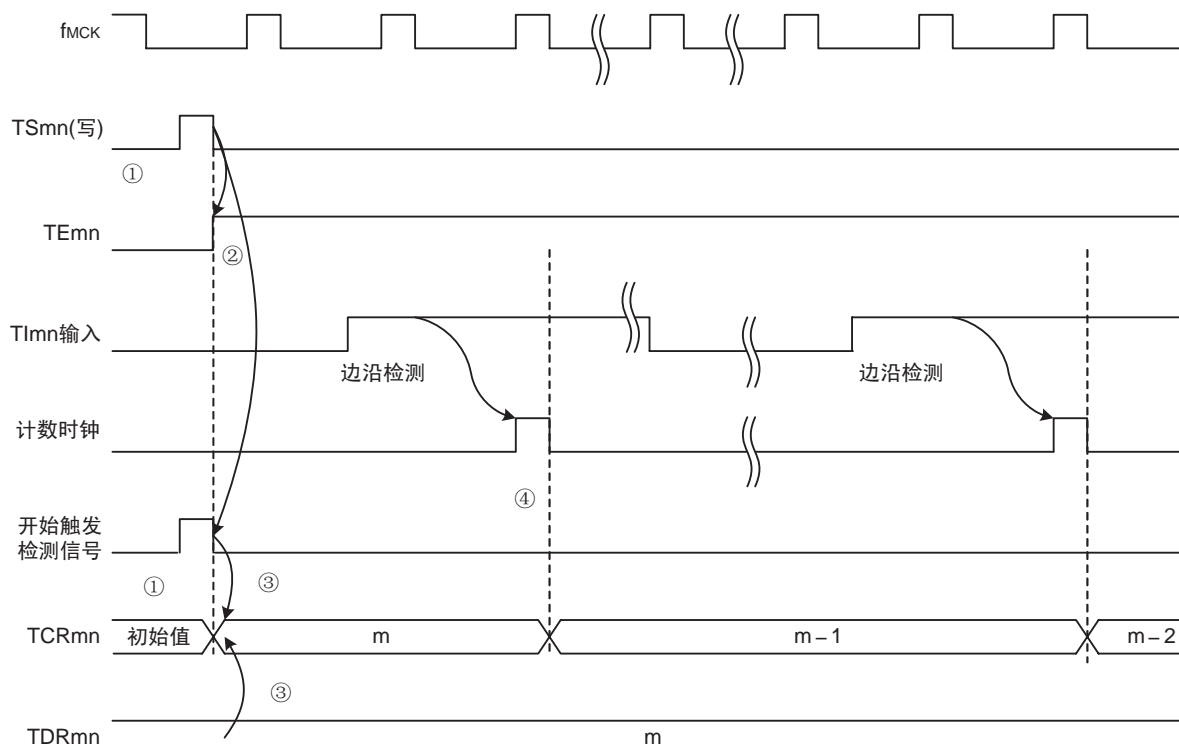 fMCK
TSmn(写)
①
TEmn
②
TImn输入
边沿检测
边沿检测
计数时钟
④
开始触发
检测信号
①
③
TCRmn
初始值
m
m – 1
m – 2
③
TDRmn
m